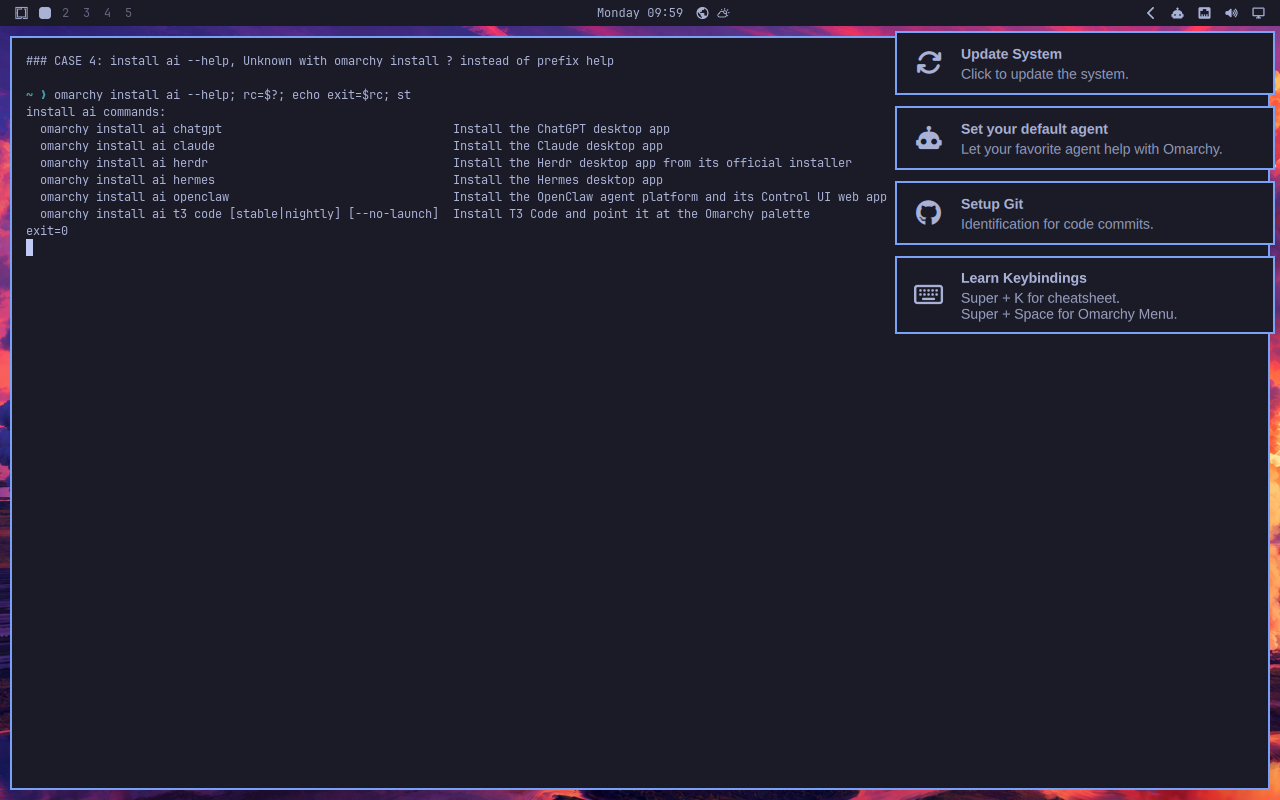 2 3 4 5
Monday 09:59
### CASE 4: install ai --help, Unknown with omarchy install ? instead of prefix help
~ ❯ omarchy install ai --help; rc=$?; echo exit=$rc; st
install ai commands:
omarchy install ai chatgpt Install the ChatGPT desktop app
omarchy install ai claude Install the Claude desktop app
omarchy install ai herdr Install the Herdr desktop app from its official installer
omarchy install ai hermes Install the Hermes desktop app
omarchy install ai openclaw Install the OpenClaw agent platform and its Control UI web app
omarchy install ai t3 code [stable|nightly] [--no-launch] Install T3 Code and point it at the Omarchy palette
exit=0
Update System
Click to update the system.
Set your default agent
Let your favorite agent help with Omarchy.
Setup Git
Identification for code commits.
Learn Keybindings
Super + K for cheatsheet.
Super + Space for Omarchy Menu.